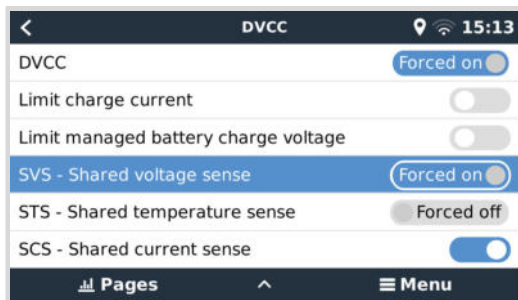 DVCC 15:13
DVCC Forced on
Limit charge current
Limit managed battery charge voltage
SVS - Shared voltage sense Forced on
STS - Shared temperature sense Forced off
SCS - Shared current sense
Pages Menu